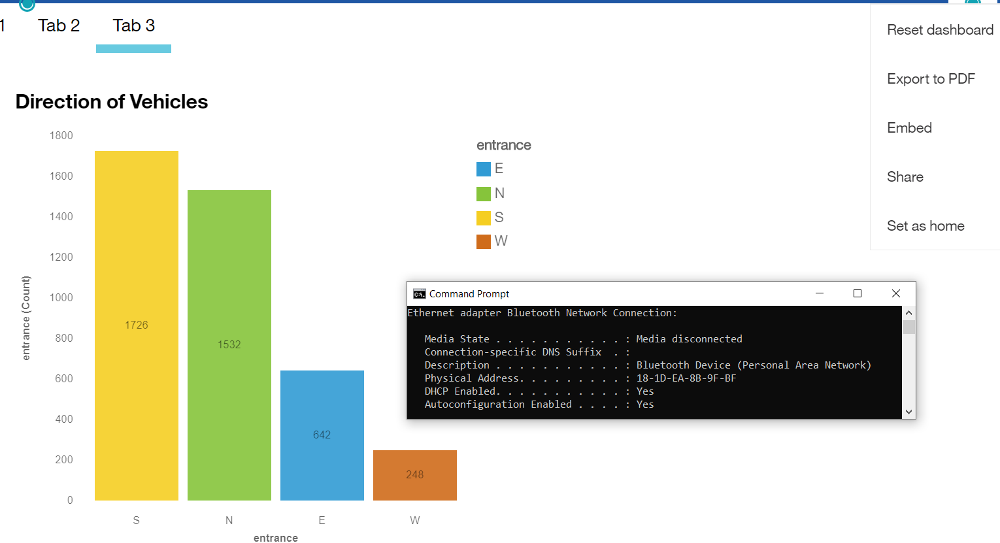 1 Tab 2 Tab 3
Reset dashboard
Export to PDF
Embed
Share
Set as home
Direction of Vehicles
1800
1600
1400
1200
1000
800
600
400
200
0
entrance (Count)
1726
1532
642
248
S N E W
entrance
entrance
E
N
S
W
Command Prompt
Ethernet adapter Bluetooth Network Connection:
Media State . . . . . . . . . . . : Media disconnected
Connection-specific DNS Suffix  . :
Description . . . . . . . . . . . : Bluetooth Device (Personal Area Network)
Physical Address. . . . . . . . . : 18-1D-EA-8B-9F-BF
DHCP Enabled. . . . . . . . . . . : Yes
Autoconfiguration Enabled . . . . : Yes